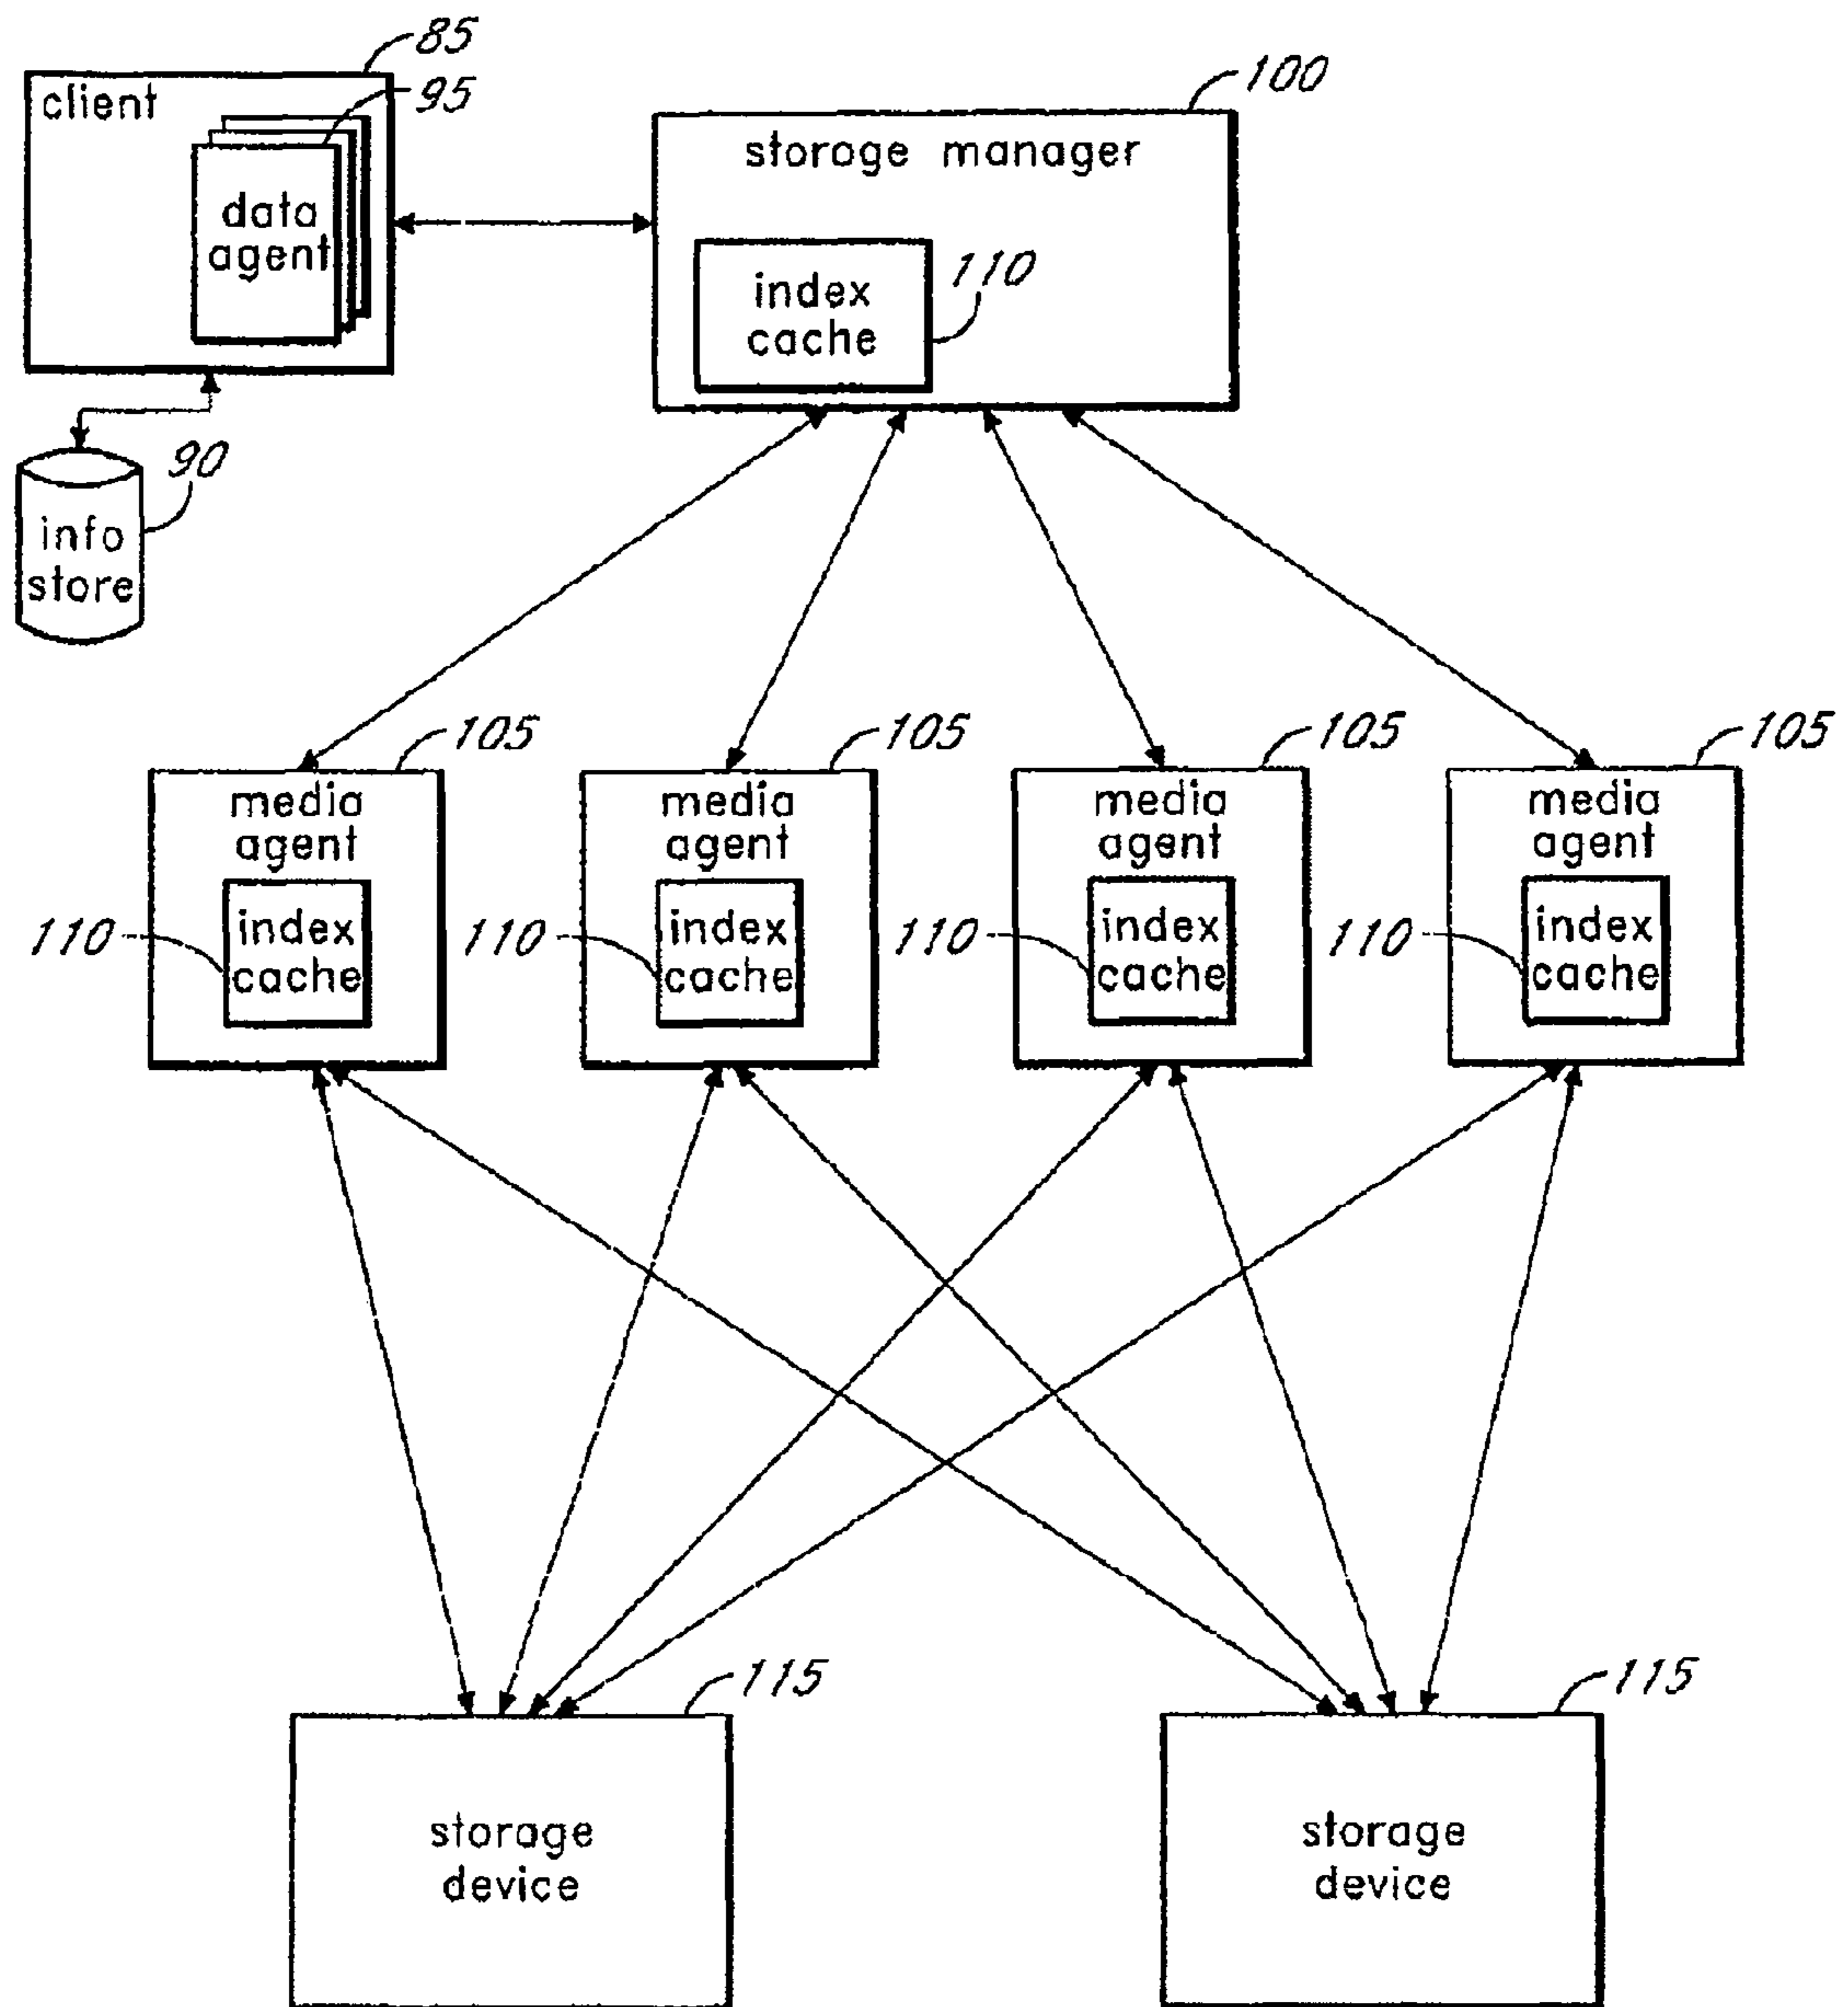 85
client
95
100
storage manager
data
agent
index
cache
110
90
info
store
105
105
105
105
media
agent
media
agent
media
agent
media
agent
110
index
cache
110
index
cache
110
index
cache
110
index
cache
115
115
storage
device
storage
device